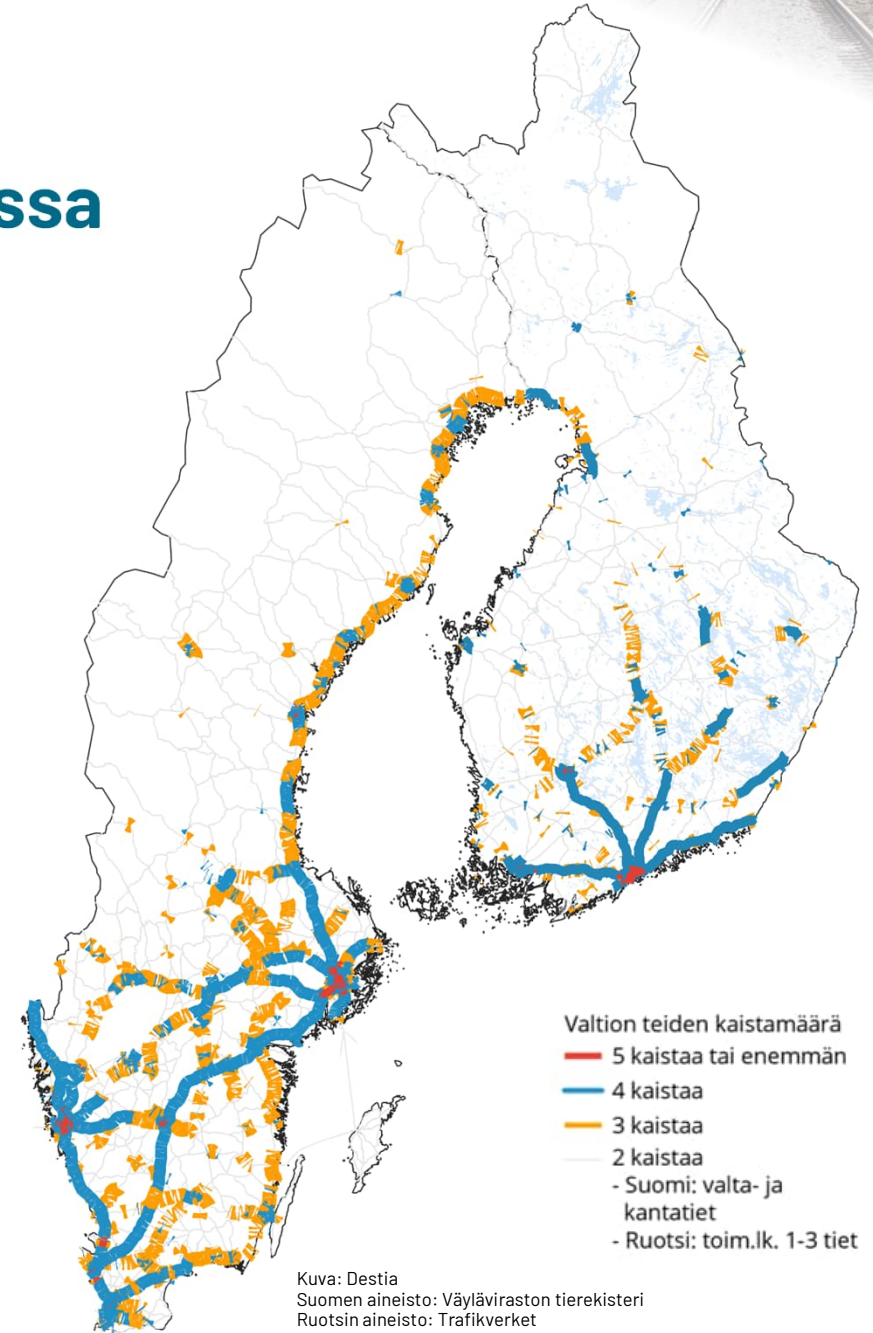 ssa
Valtion teiden kaistamäärä
5 kaistaa tai enemmän
4 kaistaa
3 kaistaa
2 kaistaa
- Suomi: valta- ja
kantatiet
- Ruotsi: toim.lk. 1-3 tiet
Kuva: Destia
Suomen aineisto: Väyläviraston tierekisteri
Ruotsin aineisto: Trafikverket